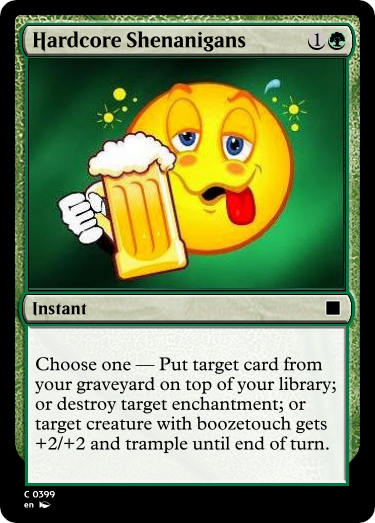 Hardcore Shenanigans 1
Instant
Choose one — Put target card from
your graveyard on top of your library;
or destroy target enchantment; or
target creature with boozetouch gets
+2/+2 and trample until end of turn.
C 0399
en